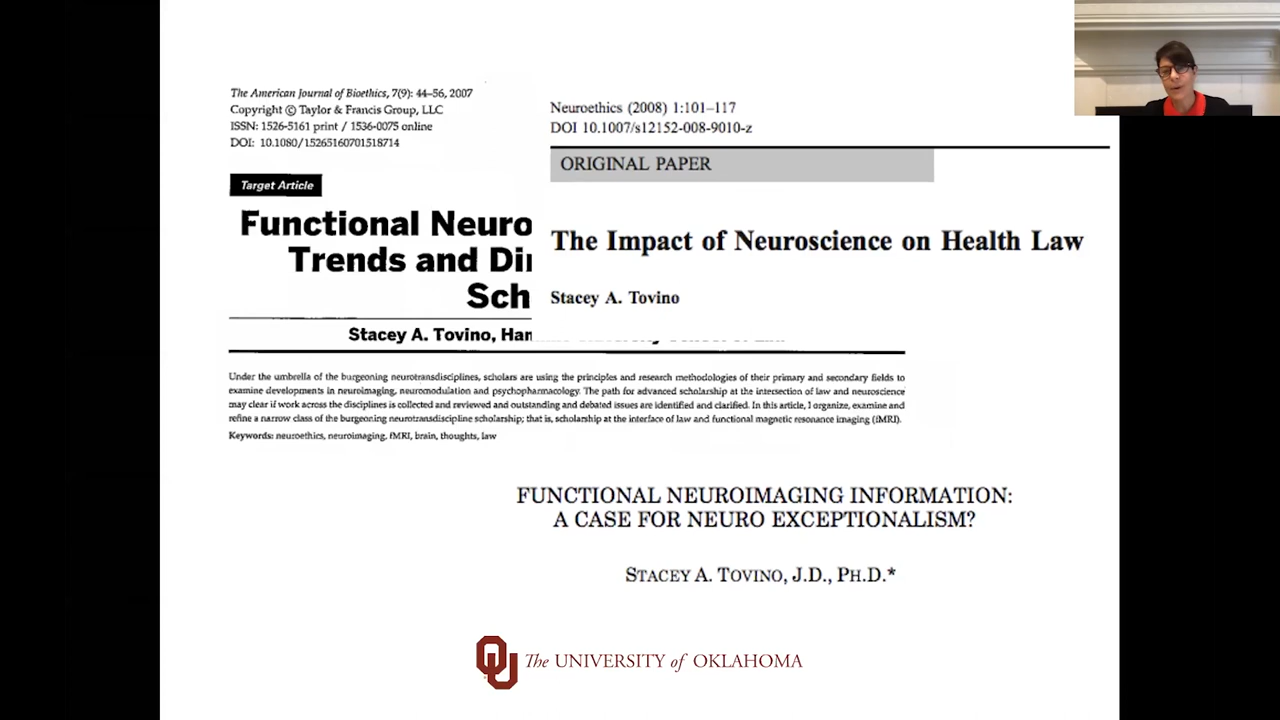 The American Journal of Bioethics, 7(9): 44–56, 2007
Copyright © Taylor & Francis Group, LLC
ISSN: 1526-5161 print / 1536-0075 online
DOI: 10.1080/15265160701518714
Target Article
Functional Neuro
Trends and Di
Sch
Stacey A. Tovino, Ham
Under the umbrella of the burgeoning neurotransdisciplines, scholars are using the principles and research methodologies of their primary and secondary fields to
examine developments in neuroimaging, neuromodulation and psychopharmacology. The path for advanced scholarship at the intersection of law and neuroscience
may clear if work across the disciplines is collected and reviewed and outstanding and debated issues are identified and clarified. In this article, I organize, examine and
refine a narrow class of the burgeoning neurotransdiscipline scholarship; that is, scholarship at the interface of law and functional magnetic resonance imaging (fMRI).
Keywords: neuroethics, neuroimaging, fMRI, brain, thoughts, law
Neuroethics (2008) 1:101–117
DOI 10.1007/s12152-008-9010-z
ORIGINAL PAPER
The Impact of Neuroscience on Health Law
Stacey A. Tovino
FUNCTIONAL NEUROIMAGING INFORMATION:
A CASE FOR NEURO EXCEPTIONALISM?
STACEY A. TOVINO, J.D., PH.D.*
OU The UNIVERSITY of OKLAHOMA